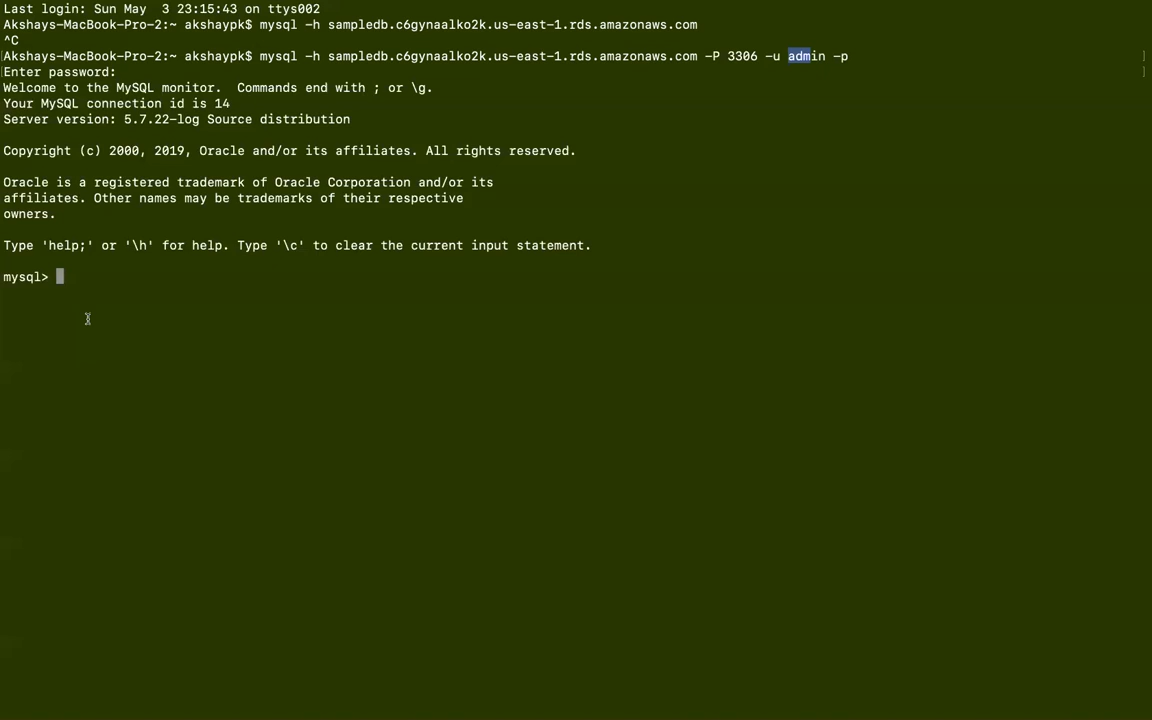 Last login: Sun May  3 23:15:43 on ttys002
Akshays-MacBook-Pro-2:~ akshaypk$ mysql -h sampledb.c6gynaalko2k.us-east-1.rds.amazonaws.com
^C
[Akshays-MacBook-Pro-2:~ akshaypk$ mysql -h sampledb.c6gynaalko2k.us-east-1.rds.amazonaws.com -P 3306 -u admin -p ]
[Enter password: ]
Welcome to the MySQL monitor.  Commands end with ; or \g.
Your MySQL connection id is 14
Server version: 5.7.22-log Source distribution
Copyright (c) 2000, 2019, Oracle and/or its affiliates. All rights reserved.
Oracle is a registered trademark of Oracle Corporation and/or its
affiliates. Other names may be trademarks of their respective
owners.
Type 'help;' or '\h' for help. Type '\c' to clear the current input statement.
mysql>